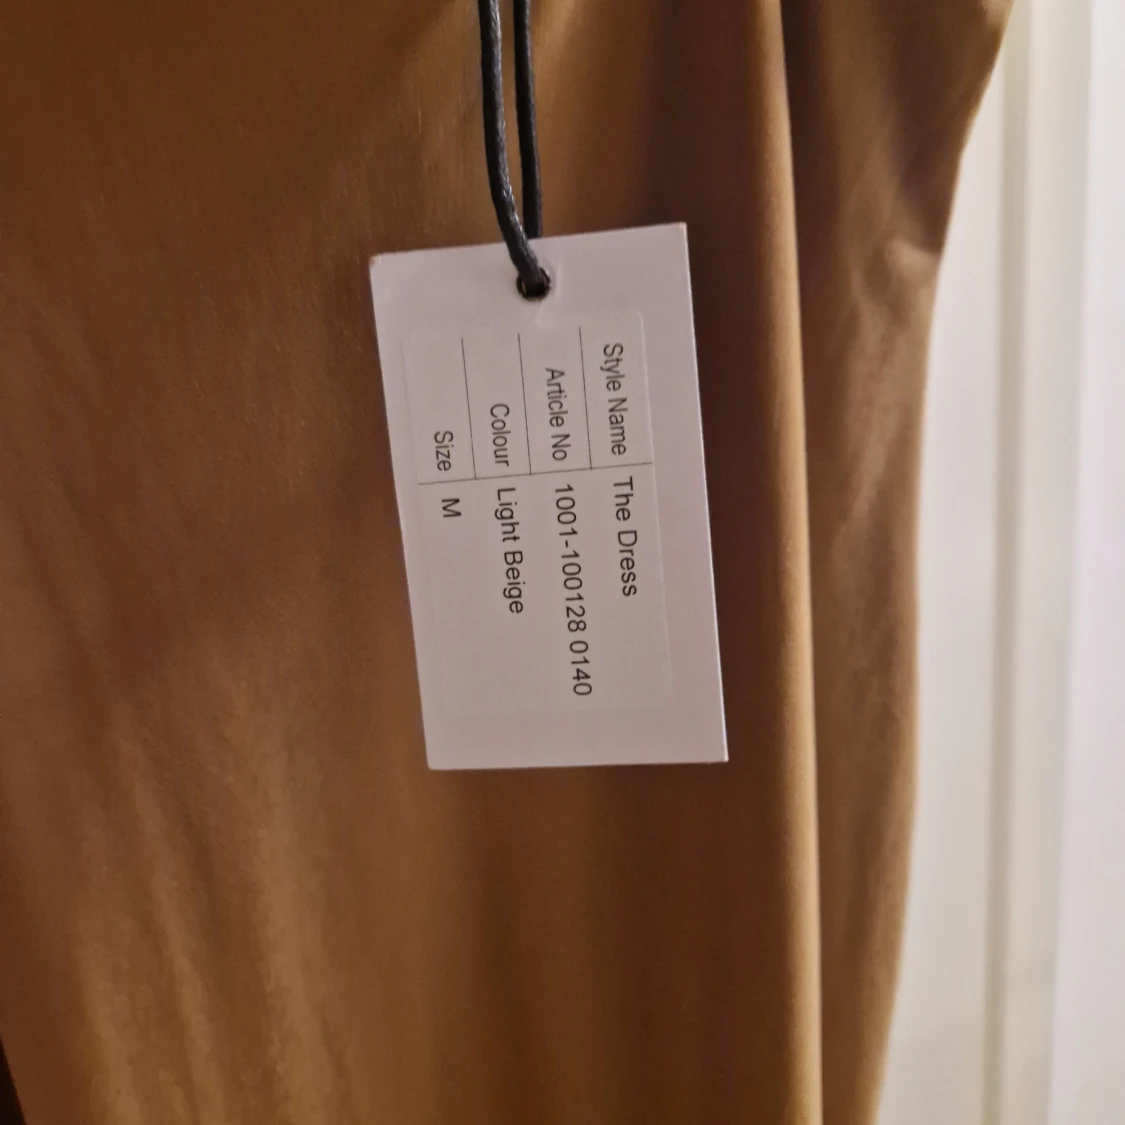 Style Name The Dress
Article No 1001-100128 0140
Colour Light Beige
Size M